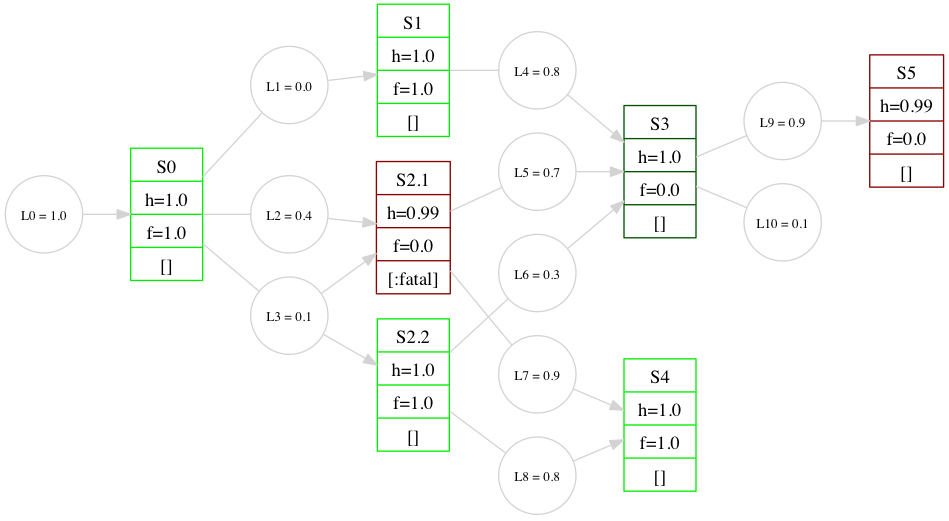 L0 = 1.0
S0
h=1.0
f=1.0
[]
L1 = 0.0
L2 = 0.4
L3 = 0.1
S1
h=1.0
f=1.0
[]
S2.1
h=0.99
f=0.0
[:fatal]
S2.2
h=1.0
f=1.0
[]
L4 = 0.8
L5 = 0.7
L6 = 0.3
L7 = 0.9
L8 = 0.8
S3
h=1.0
f=0.0
[]
S4
h=1.0
f=1.0
[]
L9 = 0.9
L10 = 0.1
S5
h=0.99
f=0.0
[]